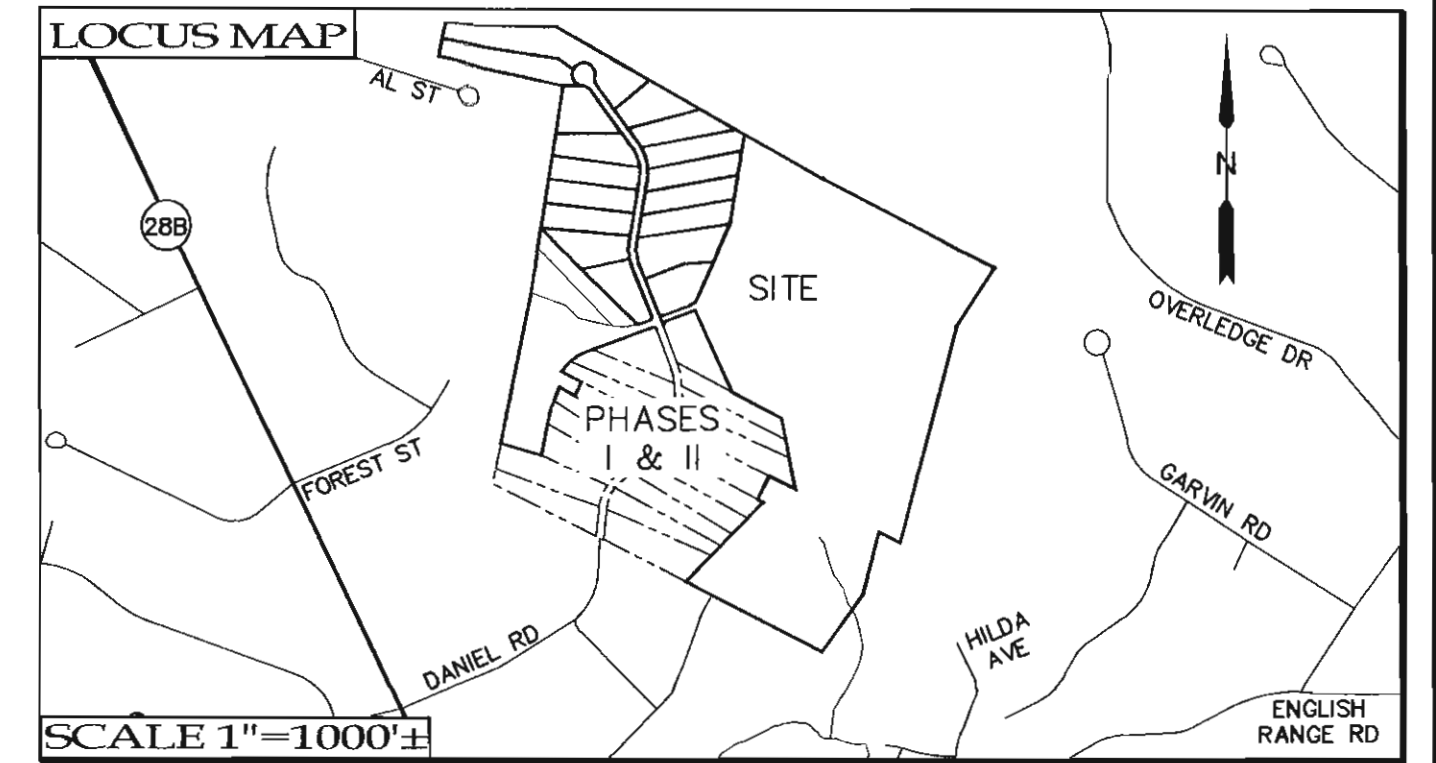 LOCUS MAP
AL ST
N
28B
SITE
OVERLEDGE DR
PHASES
I & II
FOREST ST
GARVIN RD
HILDA
AVE
DANIEL RD
ENGLISH
RANGE RD
SCALE 1"=1000'±